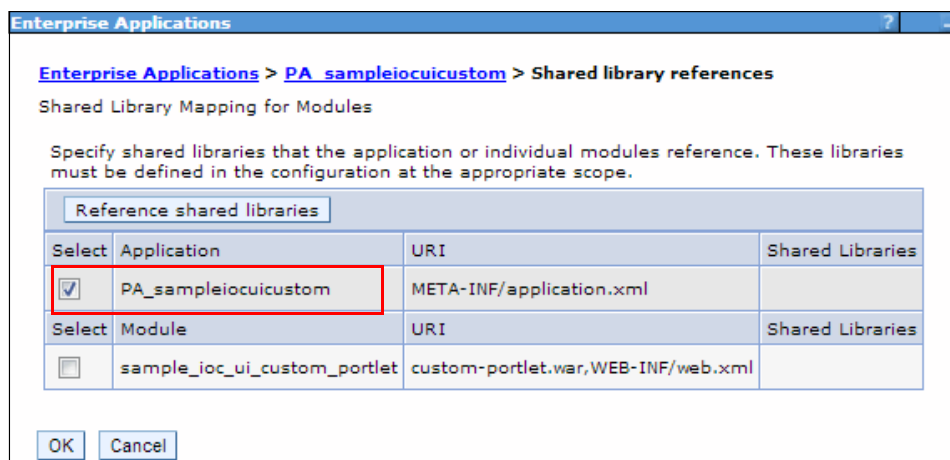 Enterprise Applications ?
Enterprise Applications > PA_sampleiocuicustom > Shared library references
Shared Library Mapping for Modules
Specify shared libraries that the application or individual modules reference. These libraries
must be defined in the configuration at the appropriate scope.
Reference shared libraries
Select Application URI Shared Libraries
PA_sampleiocuicustom META-INF/application.xml
Select Module URI Shared Libraries
sample_ioc_ui_custom_portlet custom-portlet.war,WEB-INF/web.xml
OK Cancel